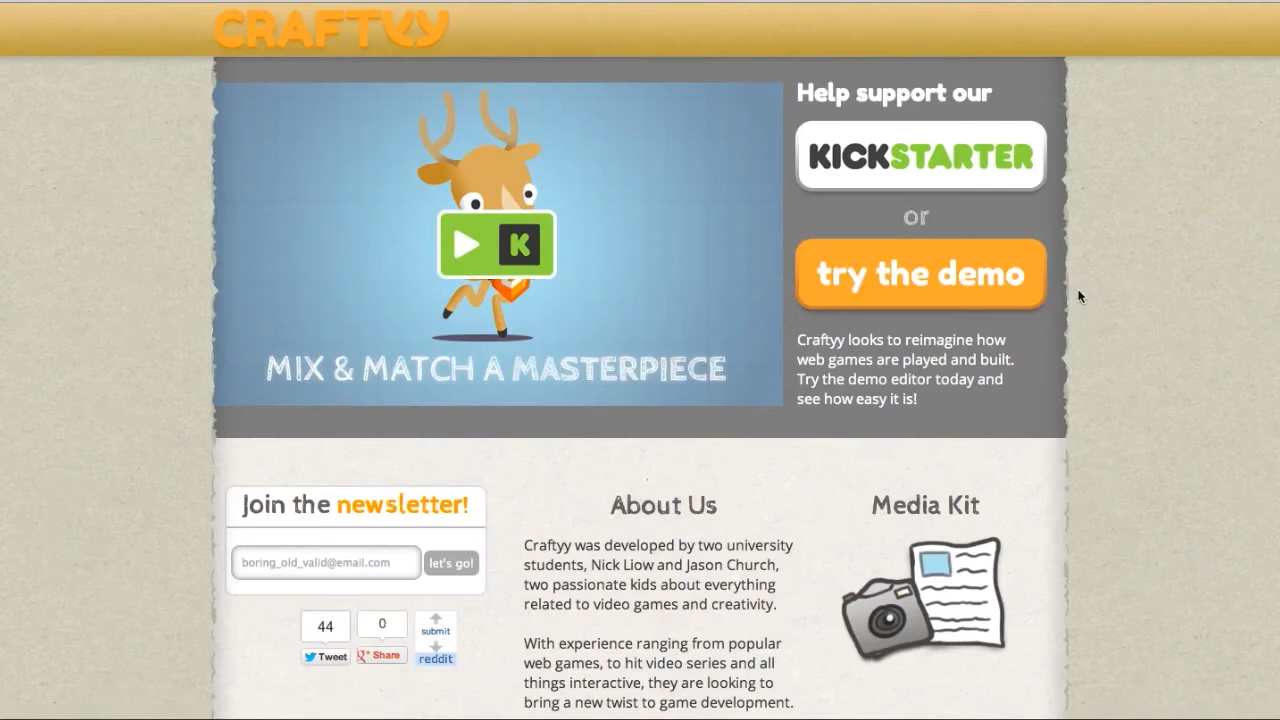 CRAFTYY
Help support our
KICKSTARTER
or
try the demo
K
MIX & MATCH A MASTERPIECE
Craftyy looks to reimagine how
web games are played and built.
Try the demo editor today and
see how easy it is!
Join the newsletter!
boring_old_valid@email.com
let's go!
44
Tweet
0
g+ Share
submit
reddit
About Us
Craftyy was developed by two university
students, Nick Liow and Jason Church,
two passionate kids about everything
related to video games and creativity.
With experience ranging from popular
web games, to hit video series and all
things interactive, they are looking to
bring a new twist to game development.
Media Kit